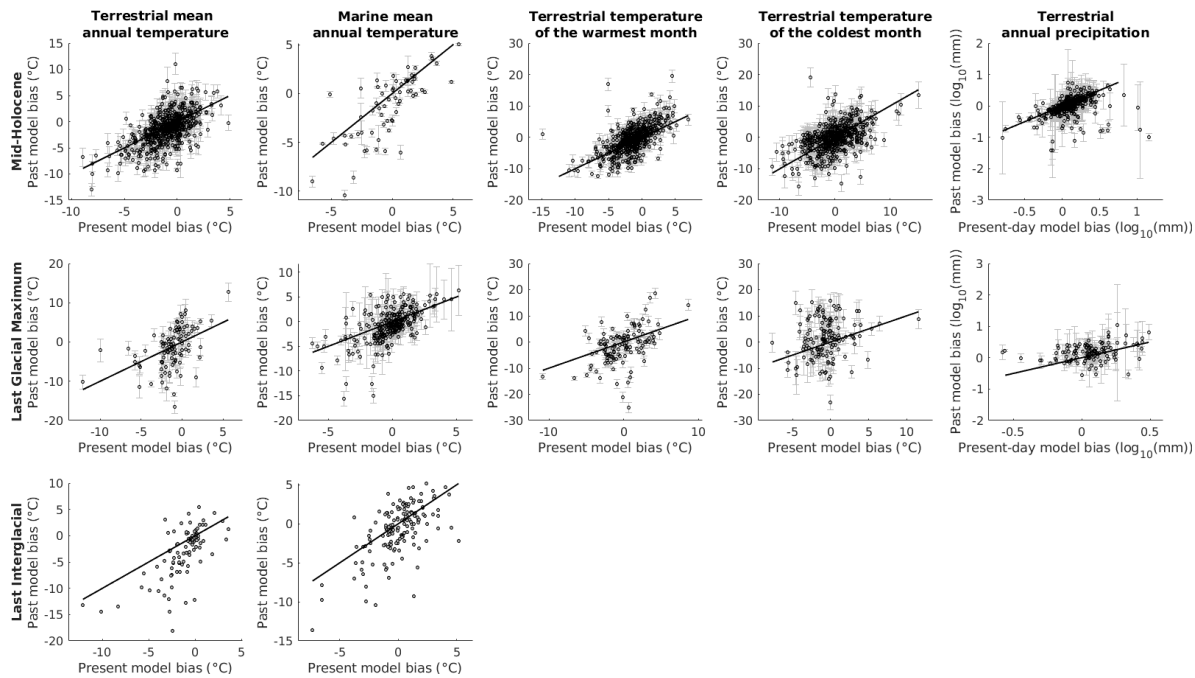 Terrestrial mean
annual temperature
Marine mean
annual temperature
Terrestrial temperature
of the warmest month
Terrestrial temperature
of the coldest month
Terrestrial
annual precipitation
Mid-Holocene
Past model bias (°C)
15
10
5
0
-5
-10
-15
-10 -5 0 5
Present model bias (°C)
Past model bias (°C)
5
0
-5
-10
-5 0 5
Present model bias (°C)
Past model bias (°C)
30
20
10
0
-10
-20
-15 -10 -5 0 5
Present model bias (°C)
Past model bias (°C)
30
20
10
0
-10
-20
-10 0 10
Present model bias (°C)
Past model bias (log10(mm))
2
1
0
-1
-2
-3
-0.5 0 0.5 1
Present-day model bias (log10(mm))
Last Glacial Maximum
Past model bias (°C)
20
10
0
-10
-20
-10 -5 0 5
Present model bias (°C)
Past model bias (°C)
10
5
0
-5
-10
-15
-20
-5 0 5
Present model bias (°C)
Past model bias (°C)
30
20
10
0
-10
-20
-30
-10 -5 0 5
Present model bias (°C)
Past model bias (°C)
30
20
10
0
-10
-20
-30
-5 0 5 10
Present model bias (°C)
Past model bias (log10(mm))
2
1
0
-1
-2
-0.5 0 0.5
Present-day model bias (log10(mm))
Last Interglacial
Past model bias (°C)
10
5
0
-5
-10
-15
-20
-10 -5 0 5
Present model bias (°C)
Past model bias (°C)
5
0
-5
-10
-15
-5 0 5
Present model bias (°C)